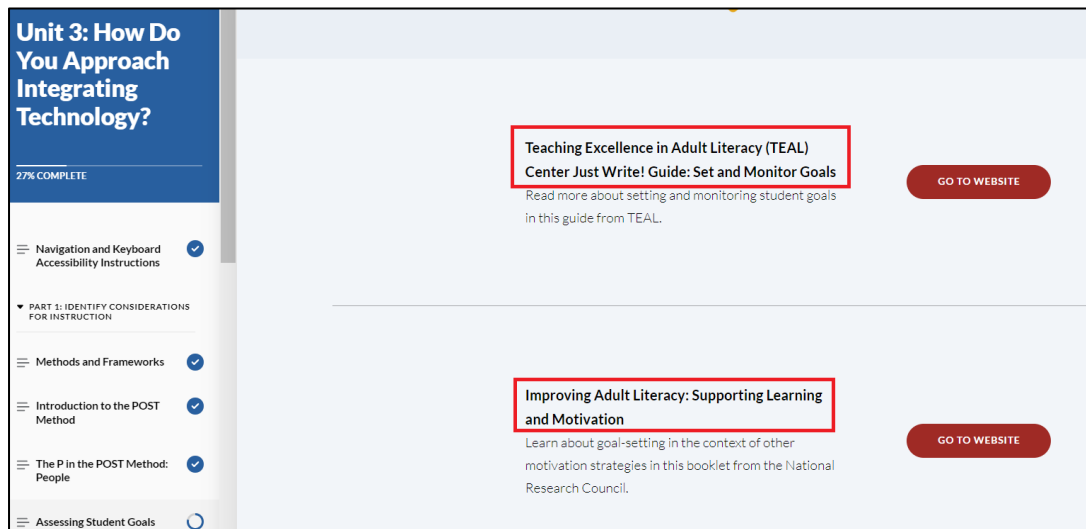 Unit 3: How Do
You Approach
Integrating
Technology?
27% COMPLETE
Navigation and Keyboard
Accessibility Instructions
PART 1: IDENTIFY CONSIDERATIONS
FOR INSTRUCTION
Methods and Frameworks
Introduction to the POST
Method
The P in the POST Method:
People
Assessing Student Goals
Teaching Excellence in Adult Literacy (TEAL)
Center Just Write! Guide: Set and Monitor Goals
Read more about setting and monitoring student goals
in this guide from TEAL.
GO TO WEBSITE
Improving Adult Literacy: Supporting Learning
and Motivation
Learn about goal-setting in the context of other
motivation strategies in this booklet from the National
Research Council.
GO TO WEBSITE